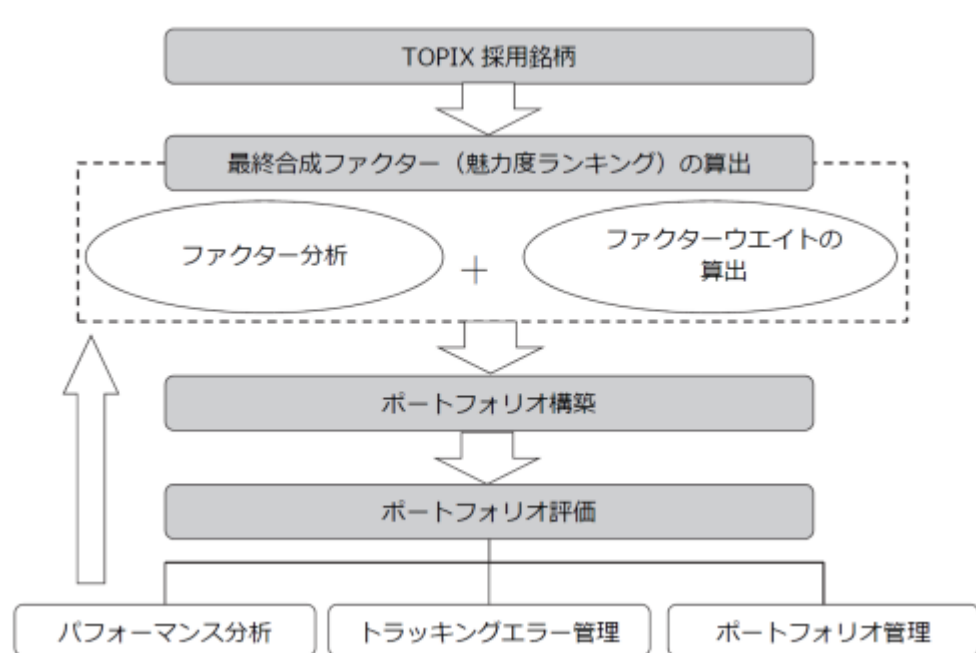 TOPIX 採用銘柄
最終合成ファクター（魅力度ランキング）の算出
ファクター分析
＋
ファクターウエイトの
算出
ポートフォリオ構築
ポートフォリオ評価
パフォーマンス分析
トラッキングエラー管理
ポートフォリオ管理